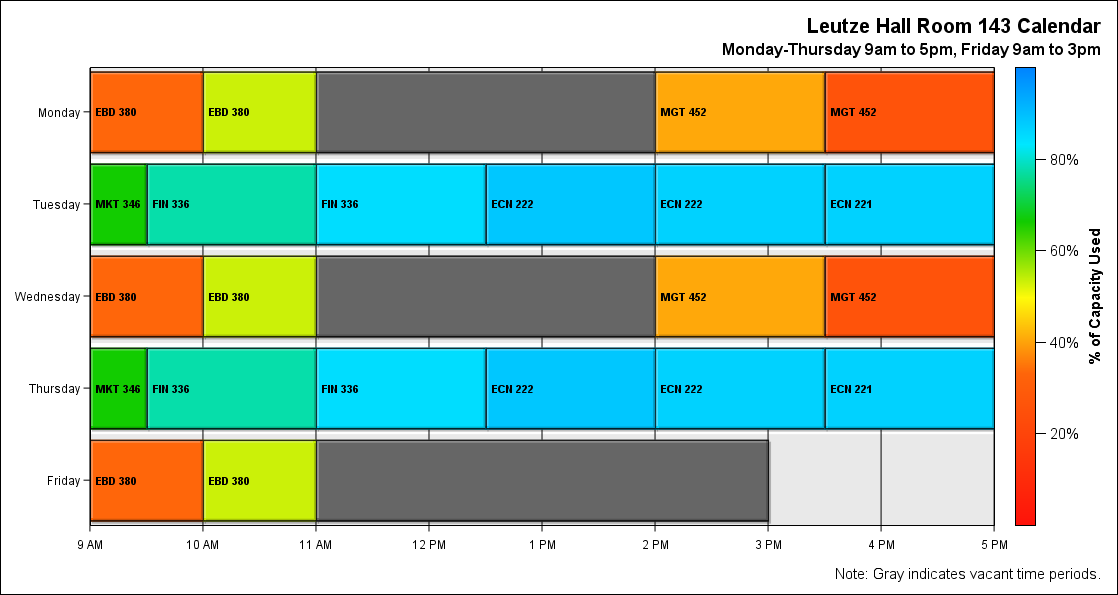 Leutze Hall Room 143 Calendar
Monday-Thursday 9am to 5pm, Friday 9am to 3pm
Monday
EBD 380
EBD 380
MGT 452
MGT 452
Tuesday
MKT 346
FIN 336
FIN 336
ECN 222
ECN 222
ECN 221
Wednesday
EBD 380
EBD 380
MGT 452
MGT 452
Thursday
MKT 346
FIN 336
FIN 336
ECN 222
ECN 222
ECN 221
Friday
EBD 380
EBD 380
9 AM
10 AM
11 AM
12 PM
1 PM
2 PM
3 PM
4 PM
5 PM
80%
60%
40%
20%
% of Capacity Used
Note: Gray indicates vacant time periods.